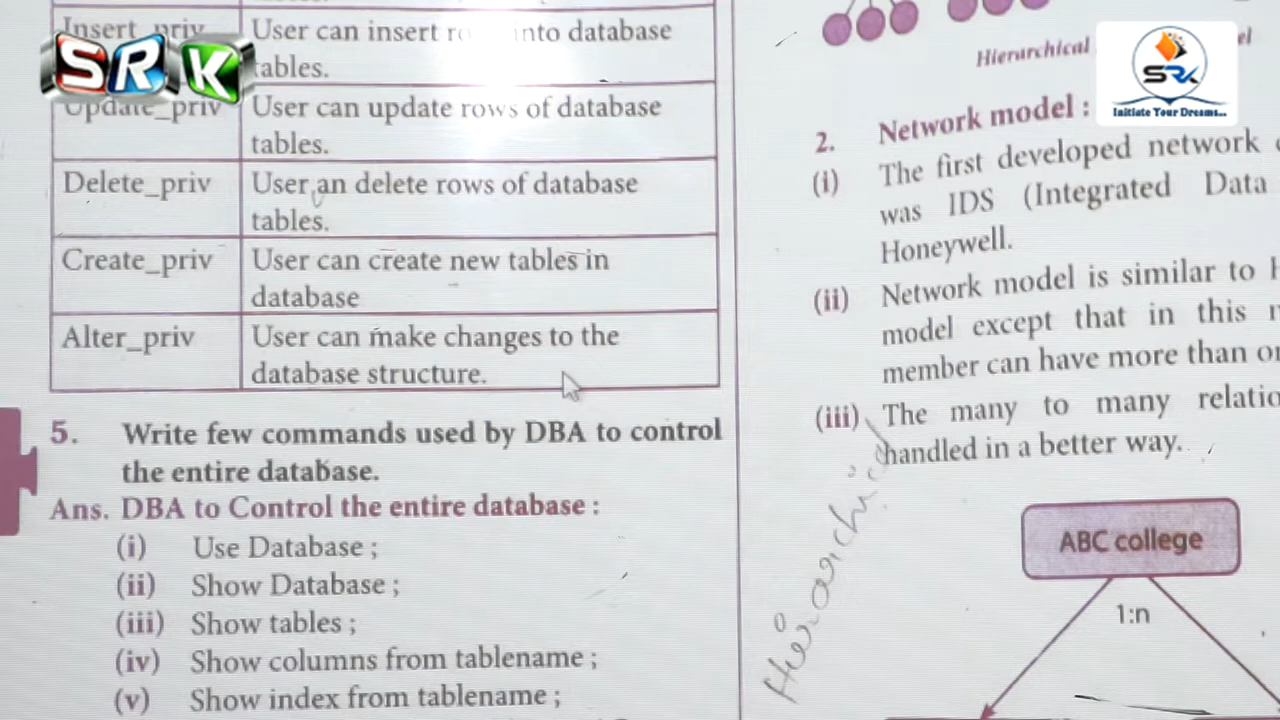 Insert_priv User can insert into database
tables.
Update_priv User can update rows of database
tables.
Delete_priv User an delete rows of database
tables.
Create_priv User can create new tables in
database
Alter_priv User can make changes to the
database structure.
5. Write few commands used by DBA to control
the entire database.
Ans. DBA to Control the entire database :
(i) Use Database ;
(ii) Show Database ;
(iii) Show tables ;
(iv) Show columns from tablename ;
(v) Show index from tablename ;
Hierarchical
2. Network model :
(i) The first developed network
was IDS (Integrated Data
Honeywell.
(ii) Network model is similar to
model except that in this
member can have more than
(iii) The many to many
handled in a better way.
ABC college
1:n
SRK
SRK
Initiate Your Dreams...